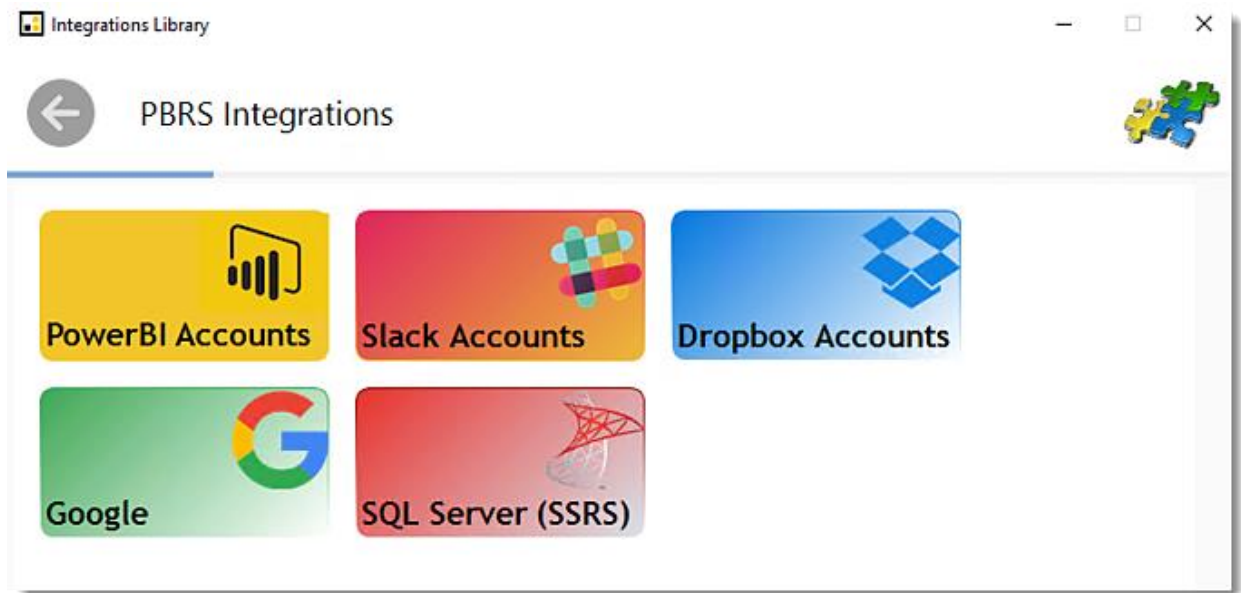 Integrations Library
PBRS Integrations
PowerBI Accounts
Slack Accounts
Dropbox Accounts
Google
SQL Server (SSRS)